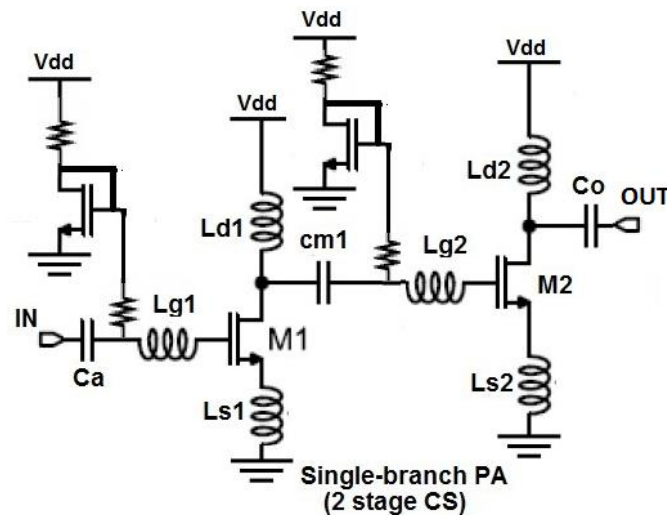 Vdd
Vdd
Vdd
Vdd
Ld1
Ld2
Co
OUT
cm1
Lg2
M2
IN
Lg1
M1
Ca
Ls1
Ls2
Single-branch PA
(2 stage CS)